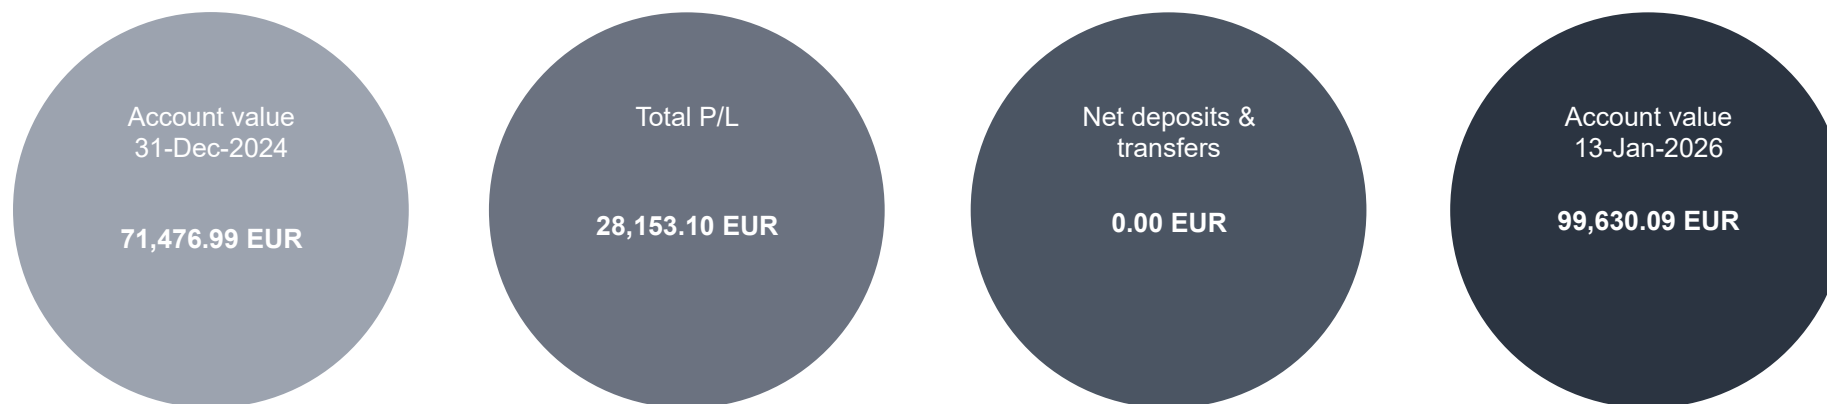 Account value
31-Dec-2024
71,476.99 EUR
Total P/L
28,153.10 EUR
Net deposits &
transfers
0.00 EUR
Account value
13-Jan-2026
99,630.09 EUR